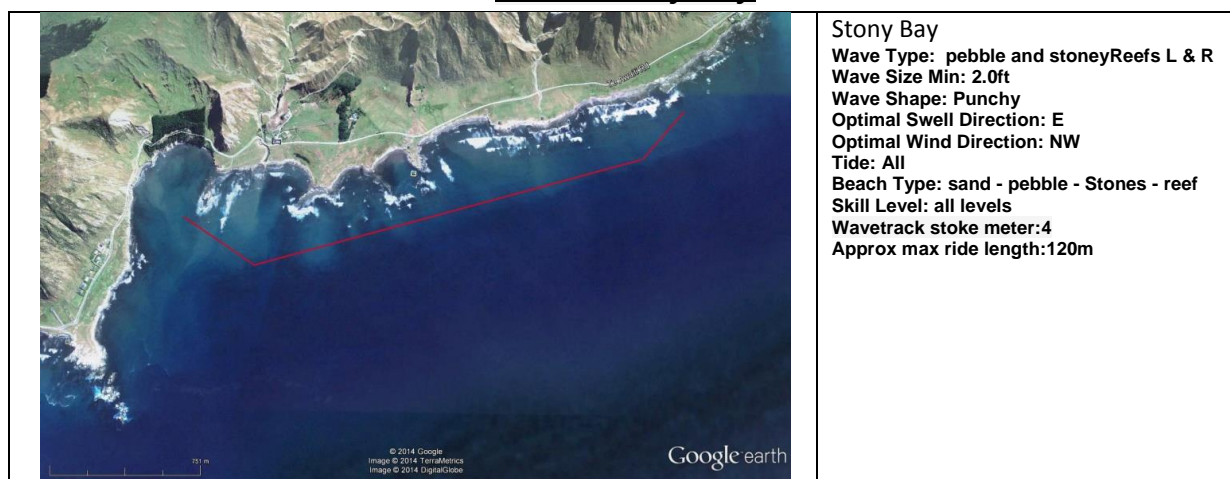 Stony Bay
Wave Type: pebble and stoneyReefs L & R
Wave Size Min: 2.0ft
Wave Shape: Punchy
Optimal Swell Direction: E
Optimal Wind Direction: NW
Tide: All
Beach Type: sand - pebble - Stones - reef
Skill Level: all levels
Wavetrack stoke meter:4
Approx max ride length:120m
751 m
© 2014 Google
Image © 2014 TerraMetrics
Image © 2014 DigitalGlobe
Google earth